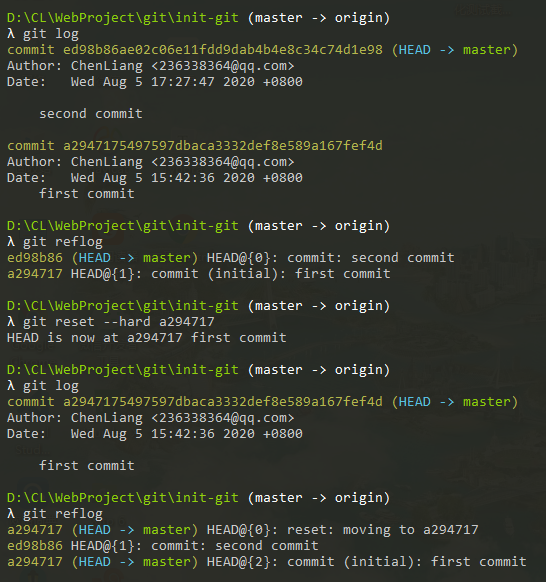 D:\CL\WebProject\git\init-git (master -> origin)
λ git log
commit ed98b86ae02c06e11fdd9dab4b4e8c34c74d1e98 (HEAD -> master)
Author: ChenLiang <236338364@qq.com>
Date:   Wed Aug 5 17:27:47 2020 +0800
    second commit
commit a2947175497597dbaca3332def8e589a167fef4d
Author: ChenLiang <236338364@qq.com>
Date:   Wed Aug 5 15:42:36 2020 +0800
    first commit
D:\CL\WebProject\git\init-git (master -> origin)
λ git reflog
ed98b86 (HEAD -> master) HEAD@{0}: commit: second commit
a294717 HEAD@{1}: commit (initial): first commit
D:\CL\WebProject\git\init-git (master -> origin)
λ git reset --hard a294717
HEAD is now at a294717 first commit
D:\CL\WebProject\git\init-git (master -> origin)
λ git log
commit a2947175497597dbaca3332def8e589a167fef4d (HEAD -> master)
Author: ChenLiang <236338364@qq.com>
Date:   Wed Aug 5 15:42:36 2020 +0800
    first commit
D:\CL\WebProject\git\init-git (master -> origin)
λ git reflog
a294717 (HEAD -> master) HEAD@{0}: reset: moving to a294717
ed98b86 HEAD@{1}: commit: second commit
a294717 (HEAD -> master) HEAD@{2}: commit (initial): first commit